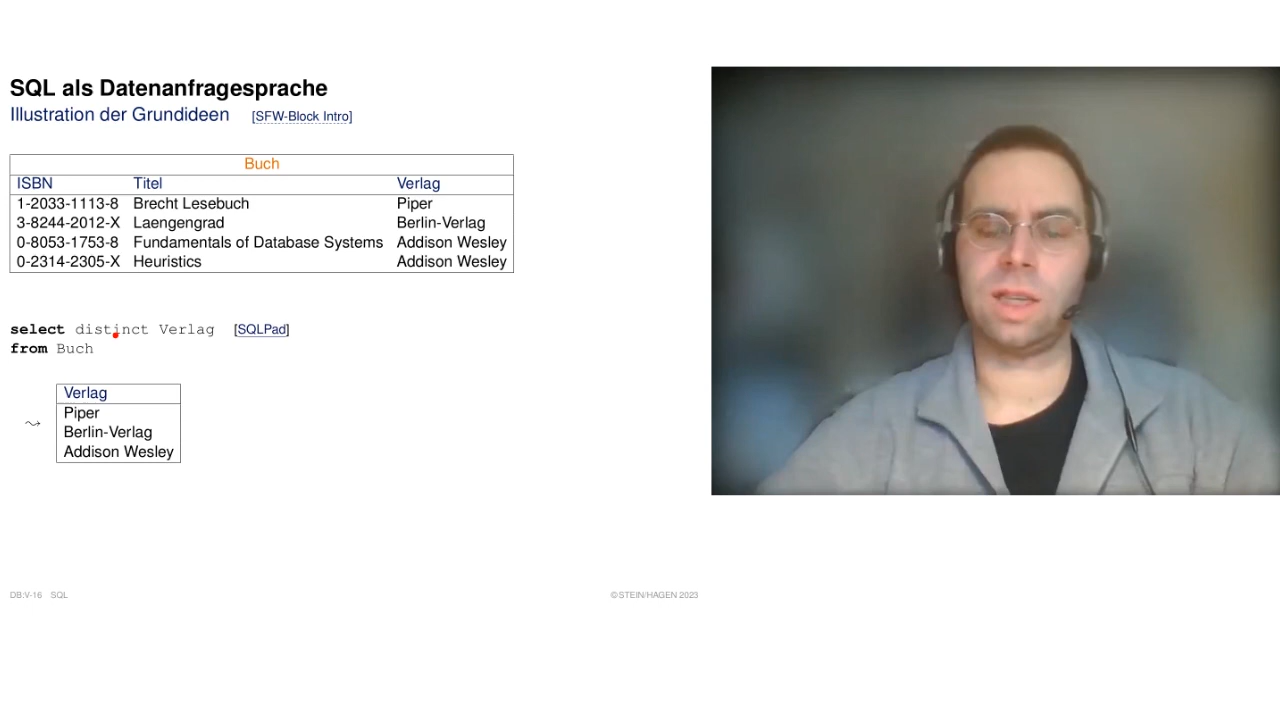 SQL als Datenanfragesprache
Illustration der Grundideen [SFW-Block Intro]
Buch
ISBN Titel Verlag
1-2033-1113-8 Brecht Lesebuch Piper
3-8244-2012-X Laengengrad Berlin-Verlag
0-8053-1753-8 Fundamentals of Database Systems Addison Wesley
0-2314-2305-X Heuristics Addison Wesley
select distinct Verlag [SQLPad]
from Buch
Verlag
Piper
Berlin-Verlag
Addison Wesley
DB:V-16 SQL ©STEIN/HAGEN 2023